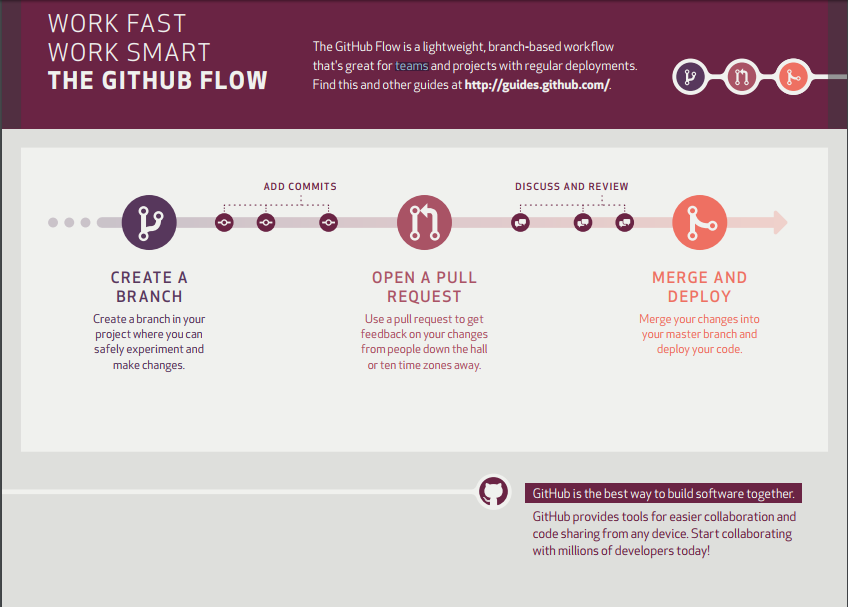 WORK FAST
WORK SMART
THE GITHUB FLOW
The GitHub Flow is a lightweight, branch-based workflow
that's great for teams and projects with regular deployments.
Find this and other guides at http://guides.github.com/.
ADD COMMITS
DISCUSS AND REVIEW
CREATE A
BRANCH
Create a branch in your
project where you can
safely experiment and
make changes.
OPEN A PULL
REQUEST
Use a pull request to get
feedback on your changes
from people down the hall
or ten time zones away.
MERGE AND
DEPLOY
Merge your changes into
your master branch and
deploy your code.
GitHub is the best way to build software together.
GitHub provides tools for easier collaboration and
code sharing from any device. Start collaborating
with millions of developers today!